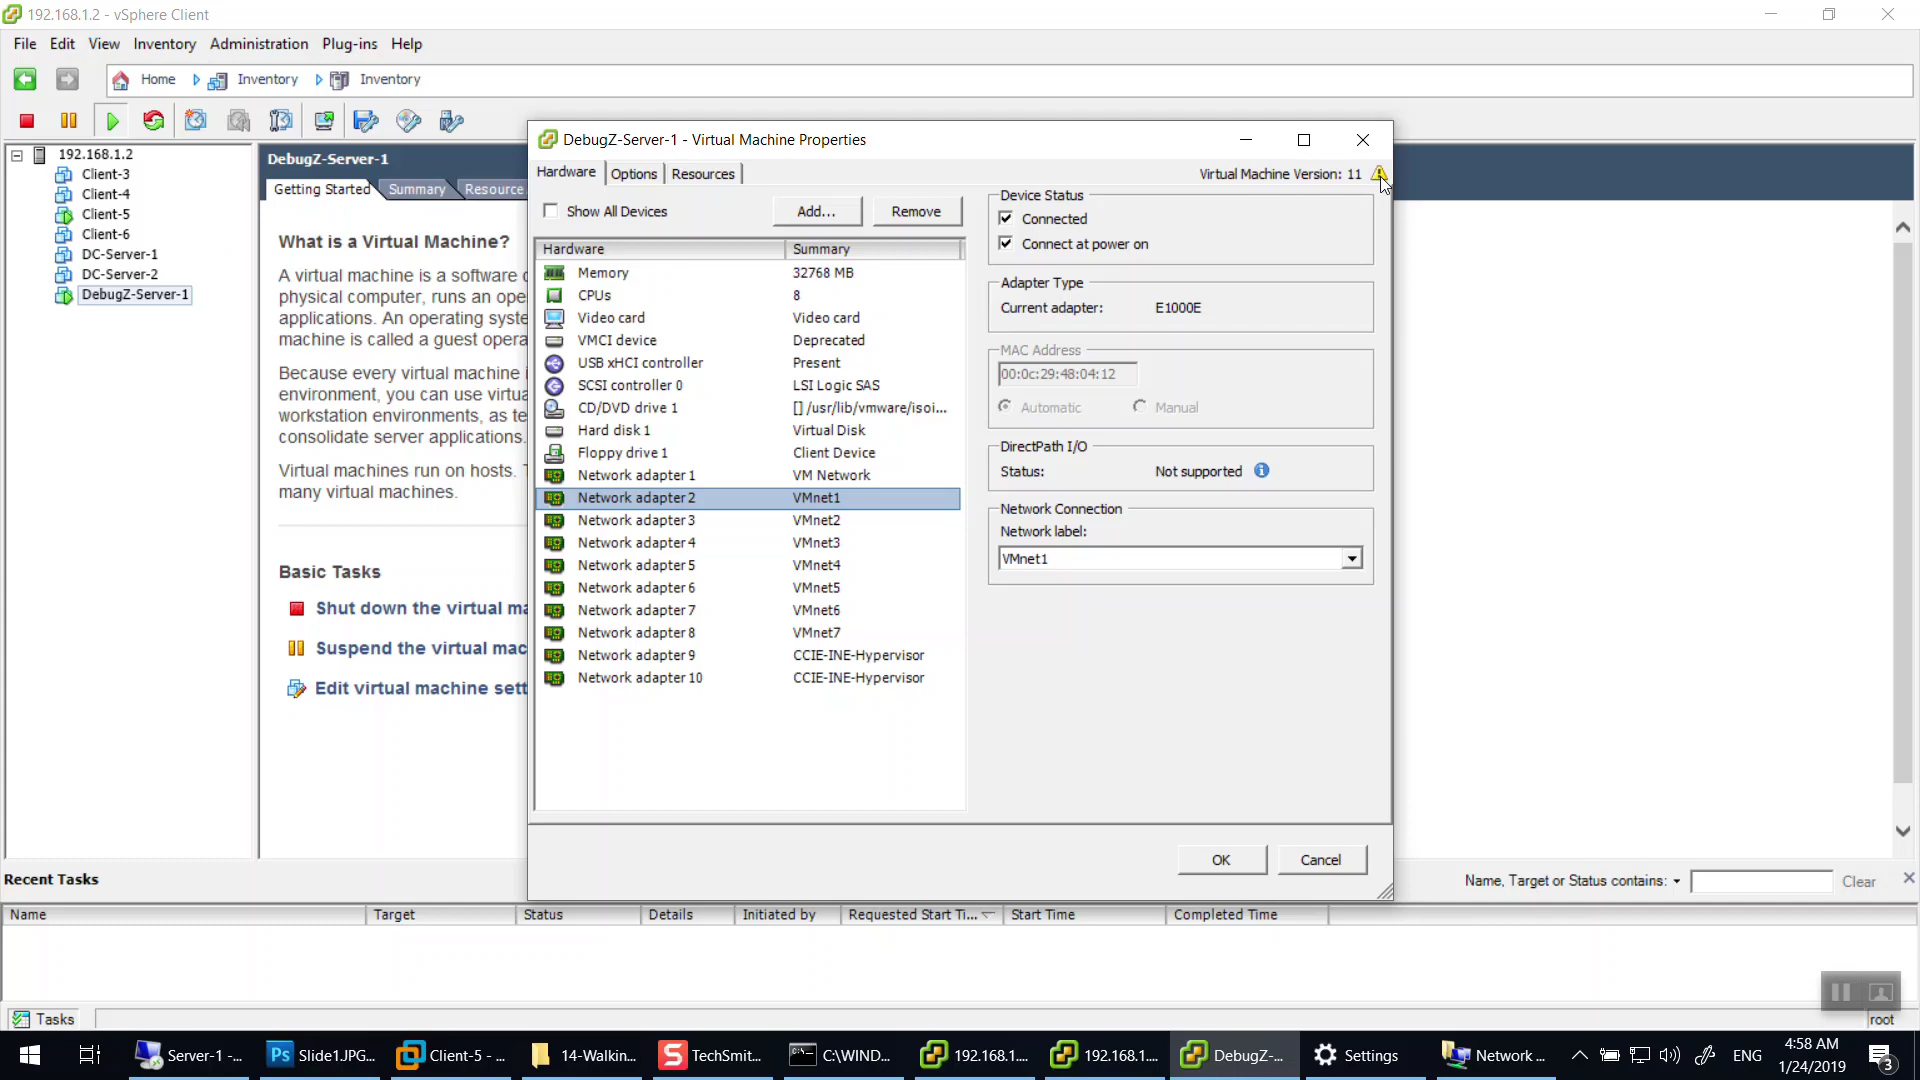 192.168.1.2 - vSphere Client
File Edit View Inventory Administration Plug-ins Help
Home Inventory Inventory
192.168.1.2
Client-3
Client-4
Client-5
Client-6
DC-Server-1
DC-Server-2
DebugZ-Server-1
DebugZ-Server-1
Getting Started Summary Resource
What is a Virtual Machine?
A virtual machine is a software
physical computer, runs an ope
applications. An operating syste
machine is called a guest opera
Because every virtual machine
environment, you can use virtua
workstation environments, as te
consolidate server applications.
Virtual machines run on hosts.
many virtual machines.
Basic Tasks
Shut down the virtual ma
Suspend the virtual mac
Edit virtual machine sett
DebugZ-Server-1 - Virtual Machine Properties
Hardware Options Resources
Virtual Machine Version: 11
Show All Devices Add... Remove
Hardware Summary
Memory 32768 MB
CPUs 8
Video card Video card
VMCI device Deprecated
USB xHCI controller Present
SCSI controller 0 LSI Logic SAS
CD/DVD drive 1 [] /usr/lib/vmware/isoi...
Hard disk 1 Virtual Disk
Floppy drive 1 Client Device
Network adapter 1 VM Network
Network adapter 2 VMnet1
Network adapter 3 VMnet2
Network adapter 4 VMnet3
Network adapter 5 VMnet4
Network adapter 6 VMnet5
Network adapter 7 VMnet6
Network adapter 8 VMnet7
Network adapter 9 CCIE-INE-Hypervisor
Network adapter 10 CCIE-INE-Hypervisor
Device Status
Connected
Connect at power on
Adapter Type
Current adapter: E1000E
MAC Address
00:0c:29:48:04:12
Automatic Manual
DirectPath I/O
Status: Not supported
Network Connection
Network label:
VMnet1
OK Cancel
Recent Tasks
Name, Target or Status contains: Clear
Name Target Status Details Initiated by Requested Start Ti... Start Time Completed Time
Tasks
root
Server-1 -... Slide1.JPG... Client-5 - ... 14-Walkin... TechSmit... C:\WIND... 192.168.1.... 192.168.1.... DebugZ-... Settings Network ... ENG
4:58 AM
1/24/2019
3